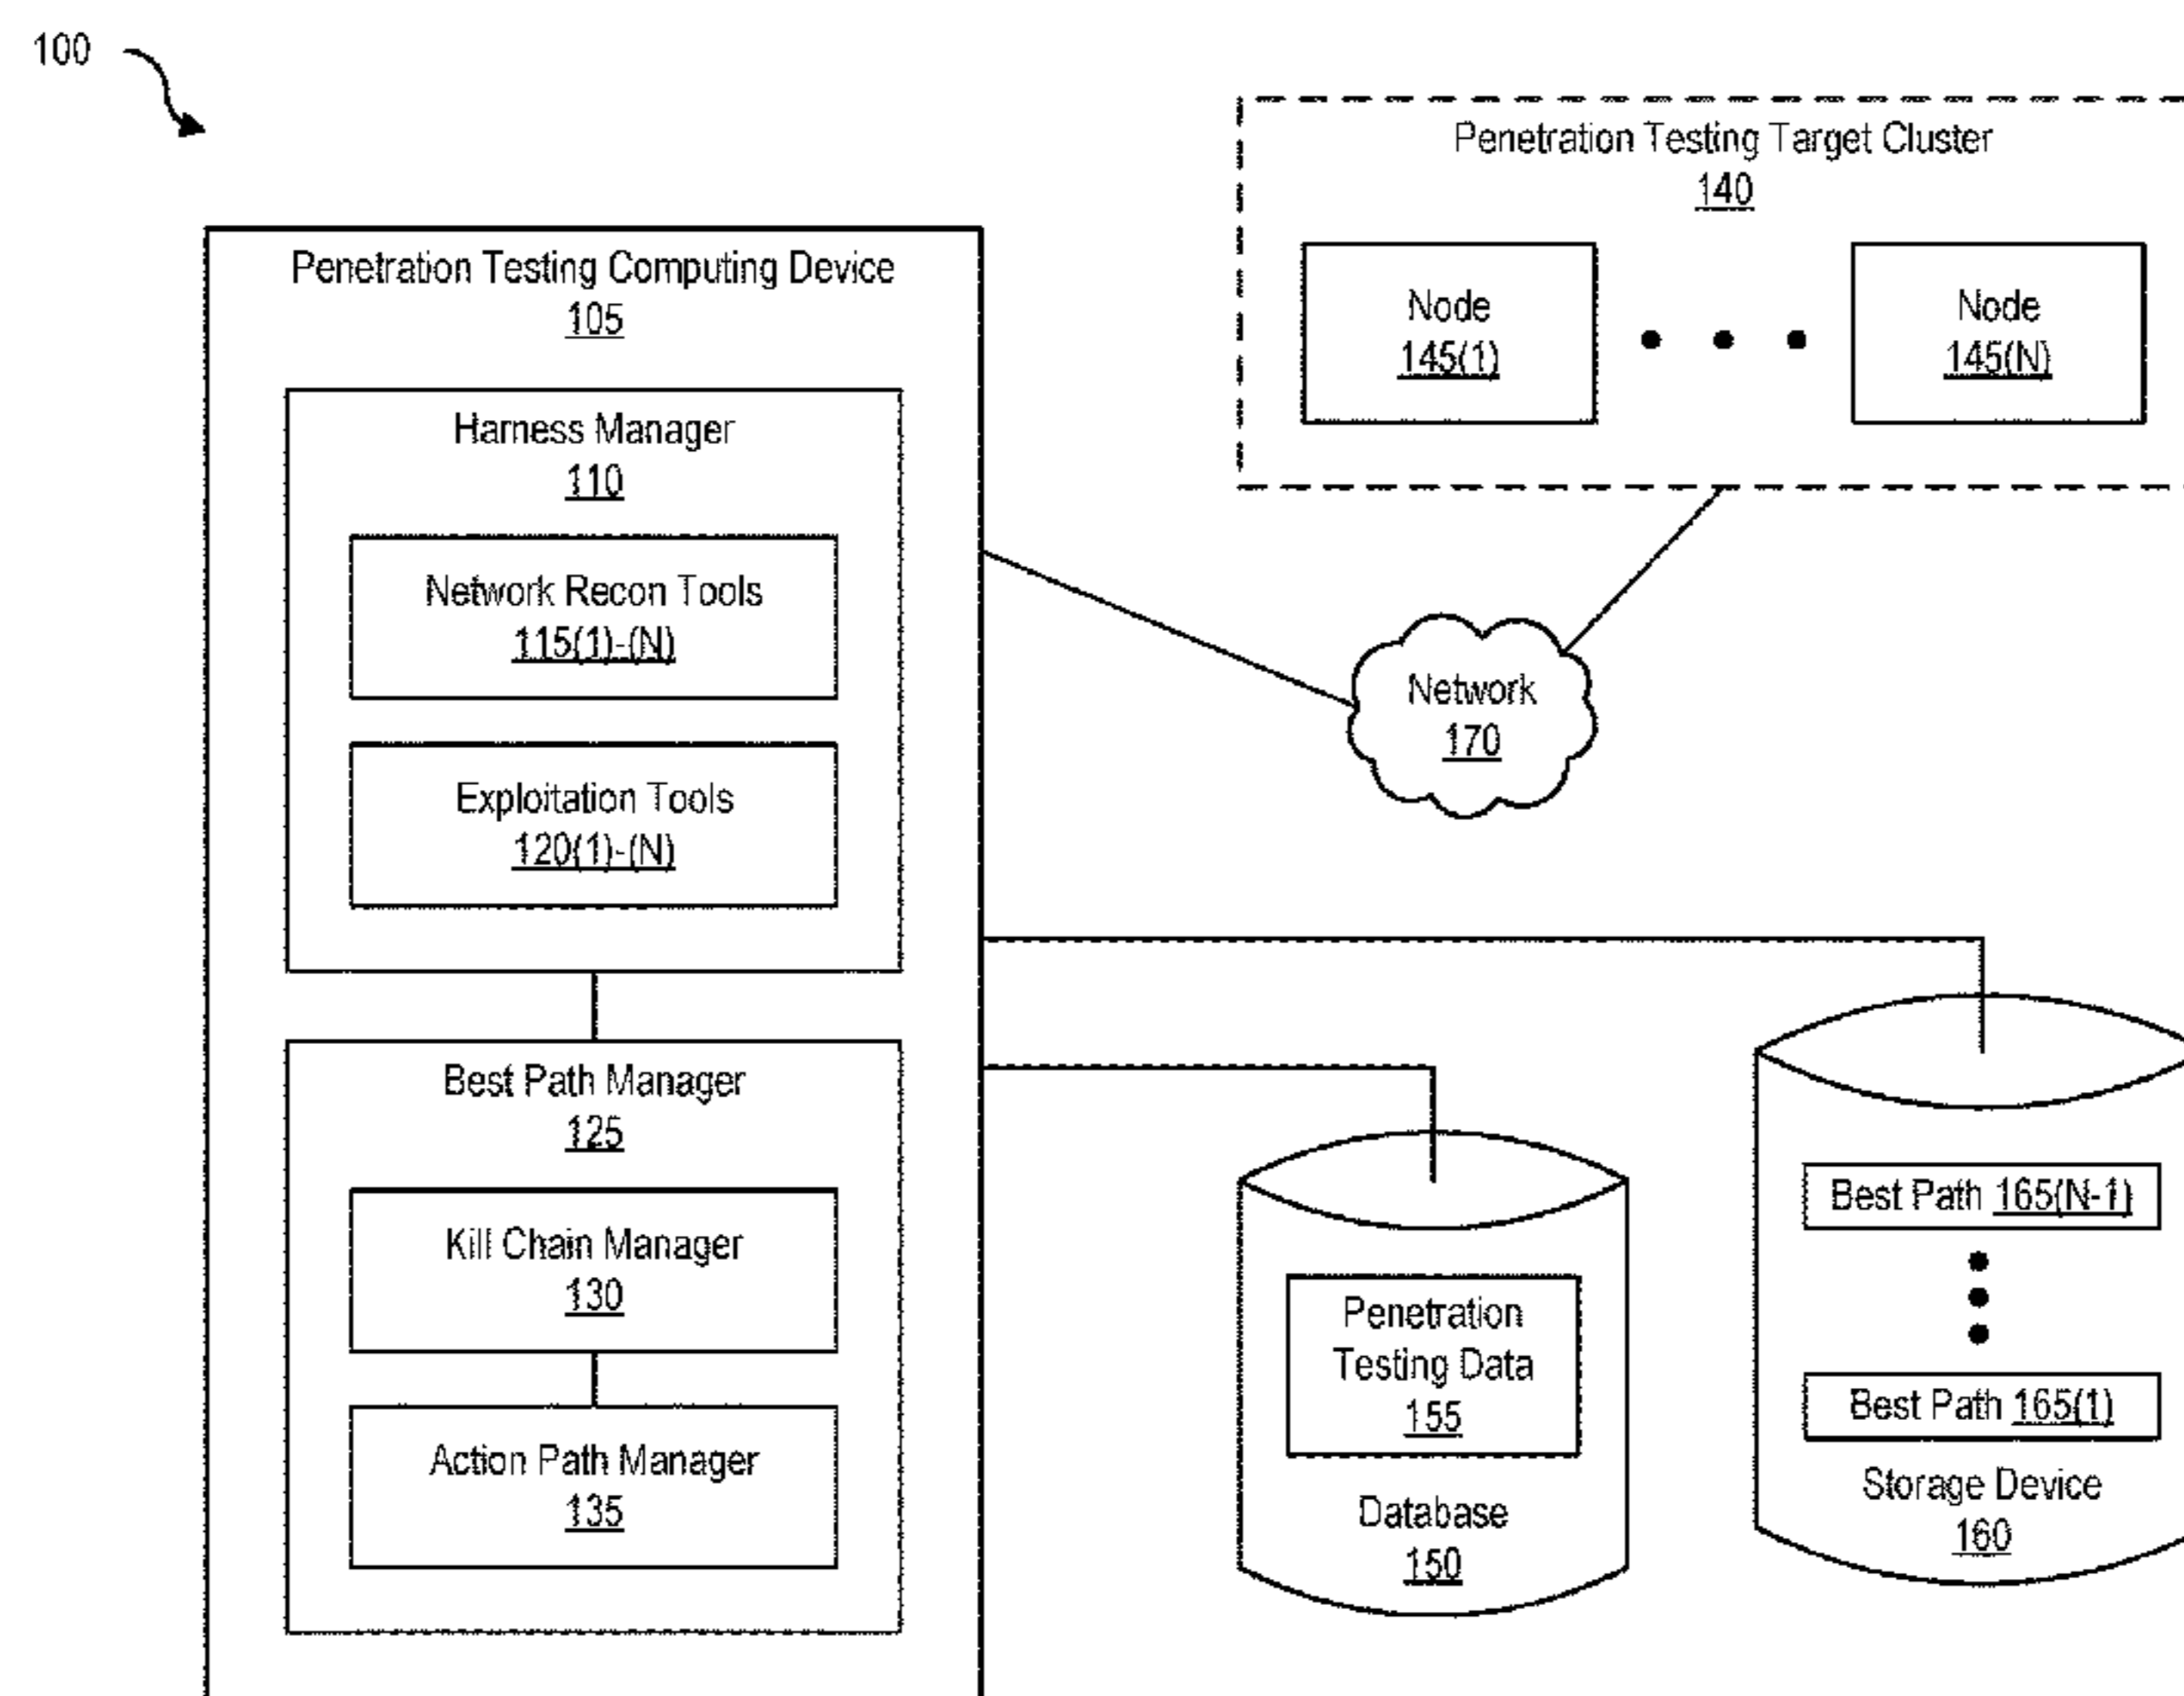 100
Penetration Testing Computing Device
105
Harness Manager
110
Network Recon Tools
115(1)-(N)
Exploitation Tools
120(1)-(N)
Best Path Manager
125
Kill Chain Manager
130
Action Path Manager
135
Penetration Testing Target Cluster
140
Node
145(1)
Node
145(N)
Network
170
Penetration
Testing Data
155
Database
150
Best Path 165(N-1)
Best Path 165(1)
Storage Device
160